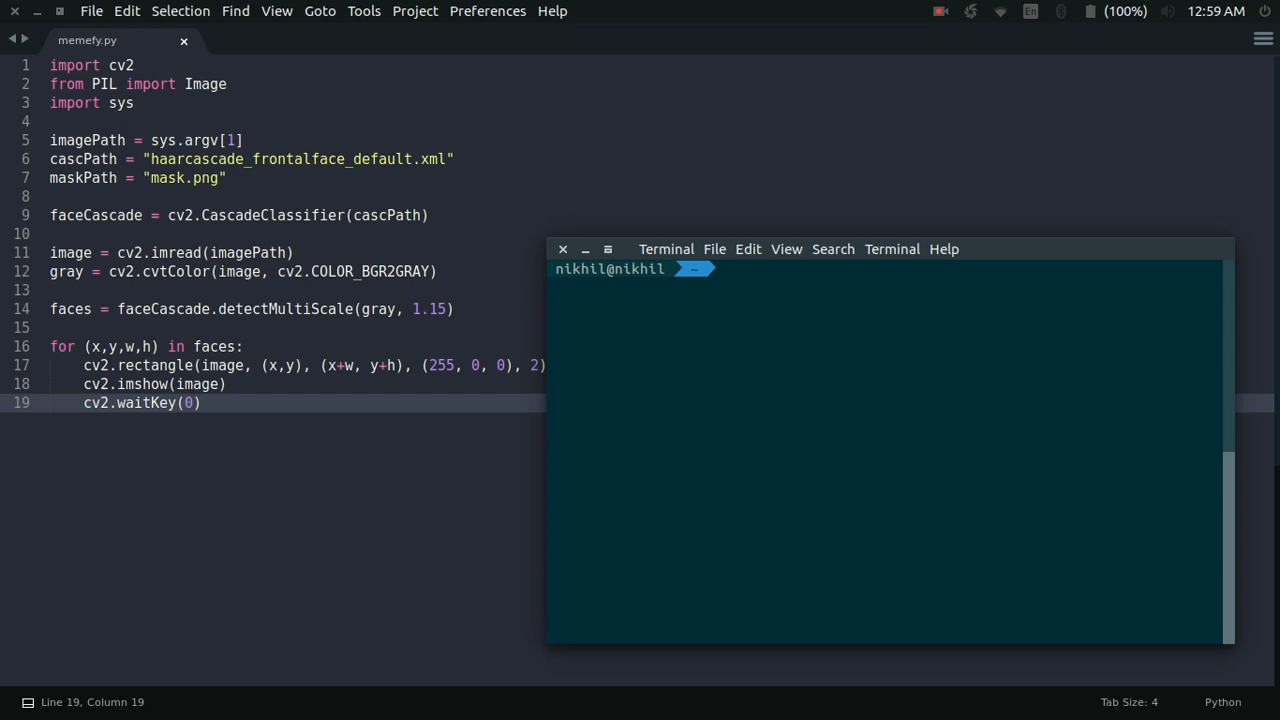 File Edit Selection Find View Goto Tools Project Preferences Help En (100%) 12:59 AM
memefy.py
1 import cv2
2 from PIL import Image
3 import sys
4
5 imagePath = sys.argv[1]
6 cascPath = "haarcascade_frontalface_default.xml"
7 maskPath = "mask.png"
8
9 faceCascade = cv2.CascadeClassifier(cascPath)
10
11 image = cv2.imread(imagePath)
12 gray = cv2.cvtColor(image, cv2.COLOR_BGR2GRAY)
13
14 faces = faceCascade.detectMultiScale(gray, 1.15)
15
16 for (x,y,w,h) in faces:
17     cv2.rectangle(image, (x,y), (x+w, y+h), (255, 0, 0), 2)
18     cv2.imshow(image)
19     cv2.waitKey(0)
Terminal File Edit View Search Terminal Help
nikhil@nikhil ~
Line 19, Column 19 Tab Size: 4 Python